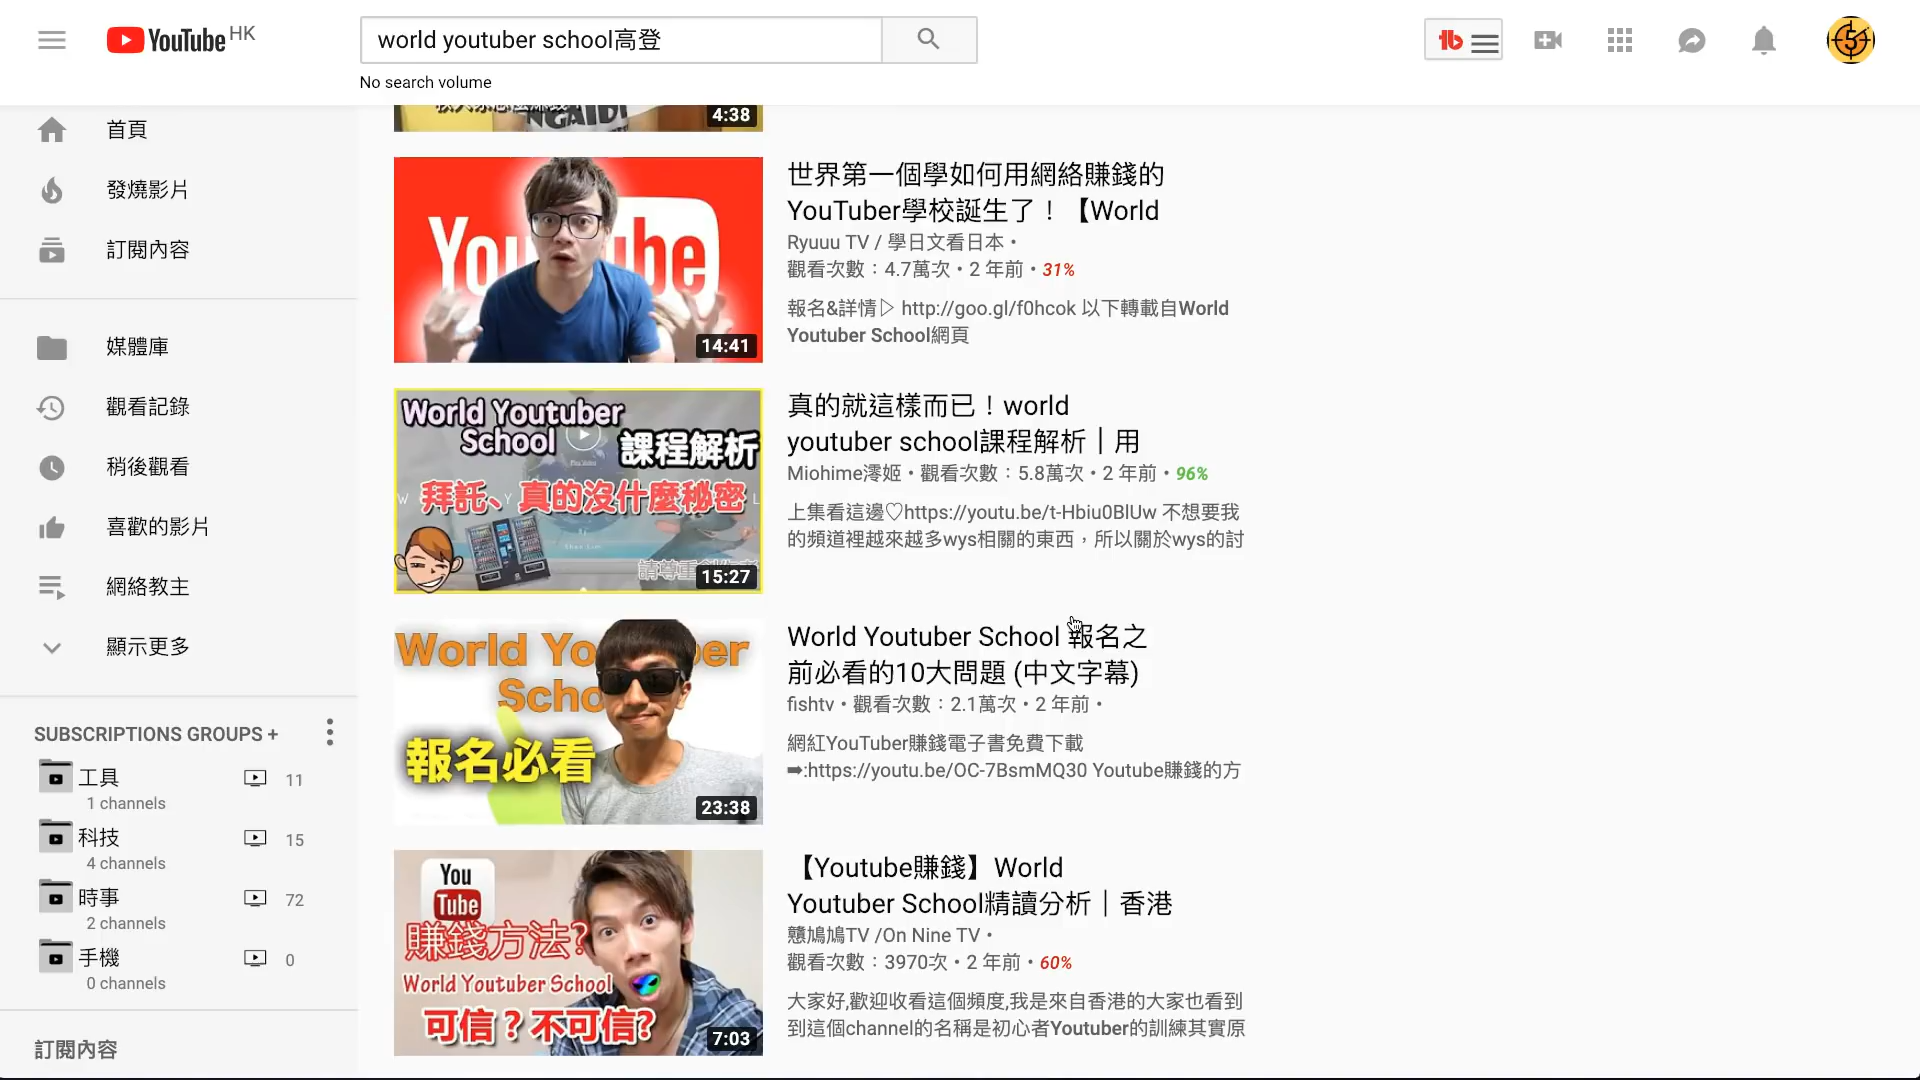 YouTube HK
world youtuber school高登
No search volume
首頁
發燒影片
訂閱內容
媒體庫
觀看記錄
稍後觀看
喜歡的影片
網絡教主
顯示更多
SUBSCRIPTIONS GROUPS +
工具 11
1 channels
科技 15
4 channels
時事 72
2 channels
手機 0
0 channels
訂閱內容
NGAIDI
4:38
YouTube
14:41
世界第一個學如何用網絡賺錢的
YouTuber學校誕生了！【World
Ryuuu TV / 學日文看日本•
觀看次數：4.7萬次 • 2 年前 • 31%
報名&詳情▷ http://goo.gl/f0hcok 以下轉載自World
Youtuber School網頁
World Youtuber
School 課程解析
拜託、真的沒什麼秘密
15:27
真的就這樣而已！world
youtuber school課程解析｜用
Miohime澪姬 • 觀看次數：5.8萬次 • 2 年前 • 96%
上集看這邊♡https://youtu.be/t-Hbiu0BlUw 不想要我
的頻道裡越來越多wys相關的東西，所以關於wys的討
World Yo er
Scho
報名必看
23:38
World Youtuber School 報名之
前必看的10大問題 (中文字幕)
fishtv • 觀看次數：2.1萬次 • 2 年前 •
網紅YouTuber賺錢電子書免費下載
➡:https://youtu.be/OC-7BsmMQ30 Youtube賺錢的方
You
Tube
賺錢方法?
World Youtuber School
可信？不可信?
7:03
【Youtube賺錢】World
Youtuber School精讀分析｜香港
戇鳩鳩TV /On Nine TV •
觀看次數：3970次 • 2 年前 • 60%
大家好,歡迎收看這個頻度,我是來自香港的大家也看到
到這個channel的名稱是初心者Youtuber的訓練其實原